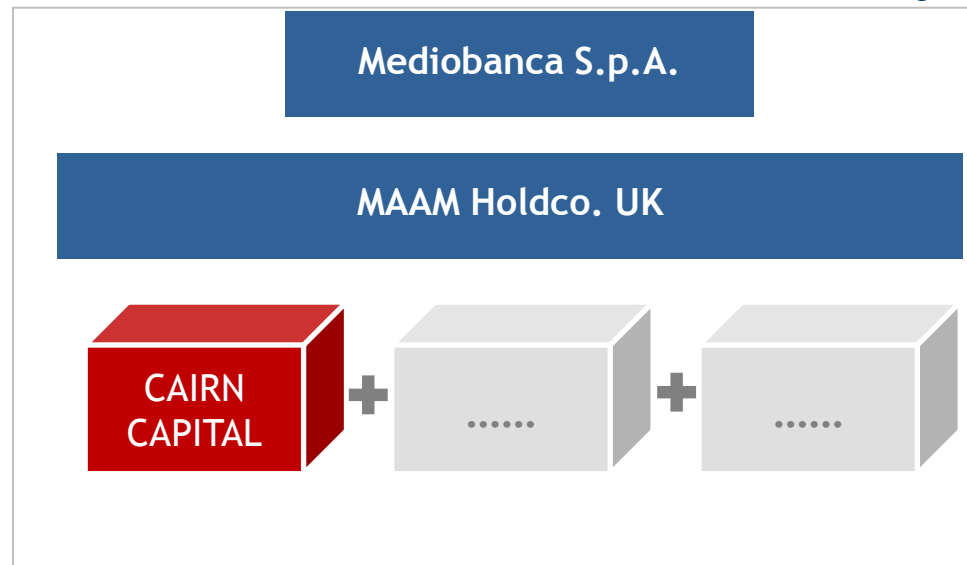 Mediobanca S.p.A.
MAAM Holdco. UK
CAIRN
CAPITAL
......
......